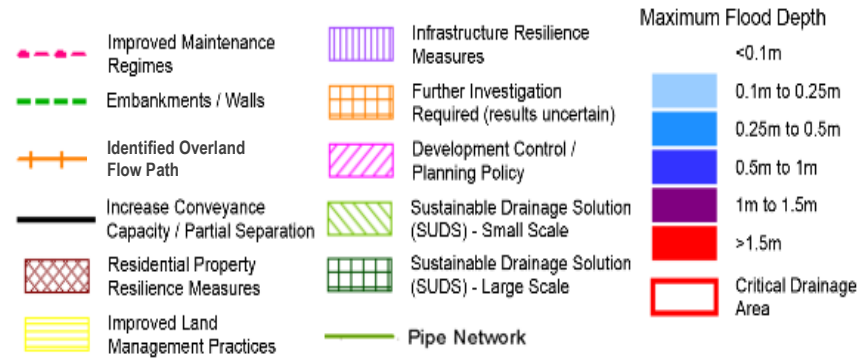 Improved Maintenance
Regimes
Embankments / Walls
Identified Overland
Flow Path
Increase Conveyance
Capacity / Partial Separation
Residential Property
Resilience Measures
Improved Land
Management Practices
Infrastructure Resilience
Measures
Further Investigation
Required (results uncertain)
Development Control /
Planning Policy
Sustainable Drainage Solution
(SUDS) - Small Scale
Sustainable Drainage Solution
(SUDS) - Large Scale
Pipe Network
Maximum Flood Depth
<0.1m
0.1m to 0.25m
0.25m to 0.5m
0.5m to 1m
1m to 1.5m
>1.5m
Critical Drainage
Area